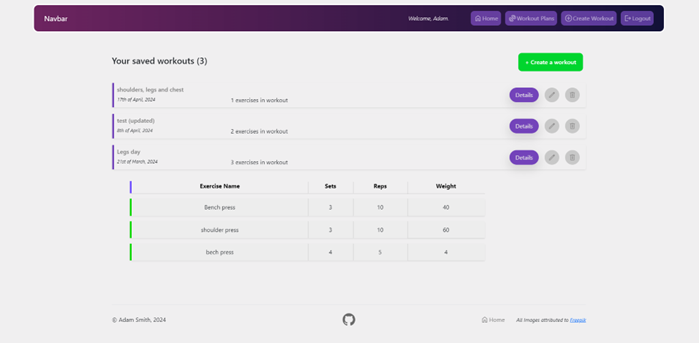 Navbar Welcome, Adam. Home Workout Plans Create Workout Logout
Your saved workouts (3) + Create a workout
shoulders, legs and chest
17th of April, 2024 1 exercises in workout Details
test (updated)
8th of April, 2024 2 exercises in workout Details
Legs day
21st of March, 2024 3 exercises in workout Details
Exercise Name Sets Reps Weight
Bench press 3 10 40
shoulder press 3 10 60
bech press 4 5 4
© Adam Smith, 2024 Home All Images attributed to Freepik